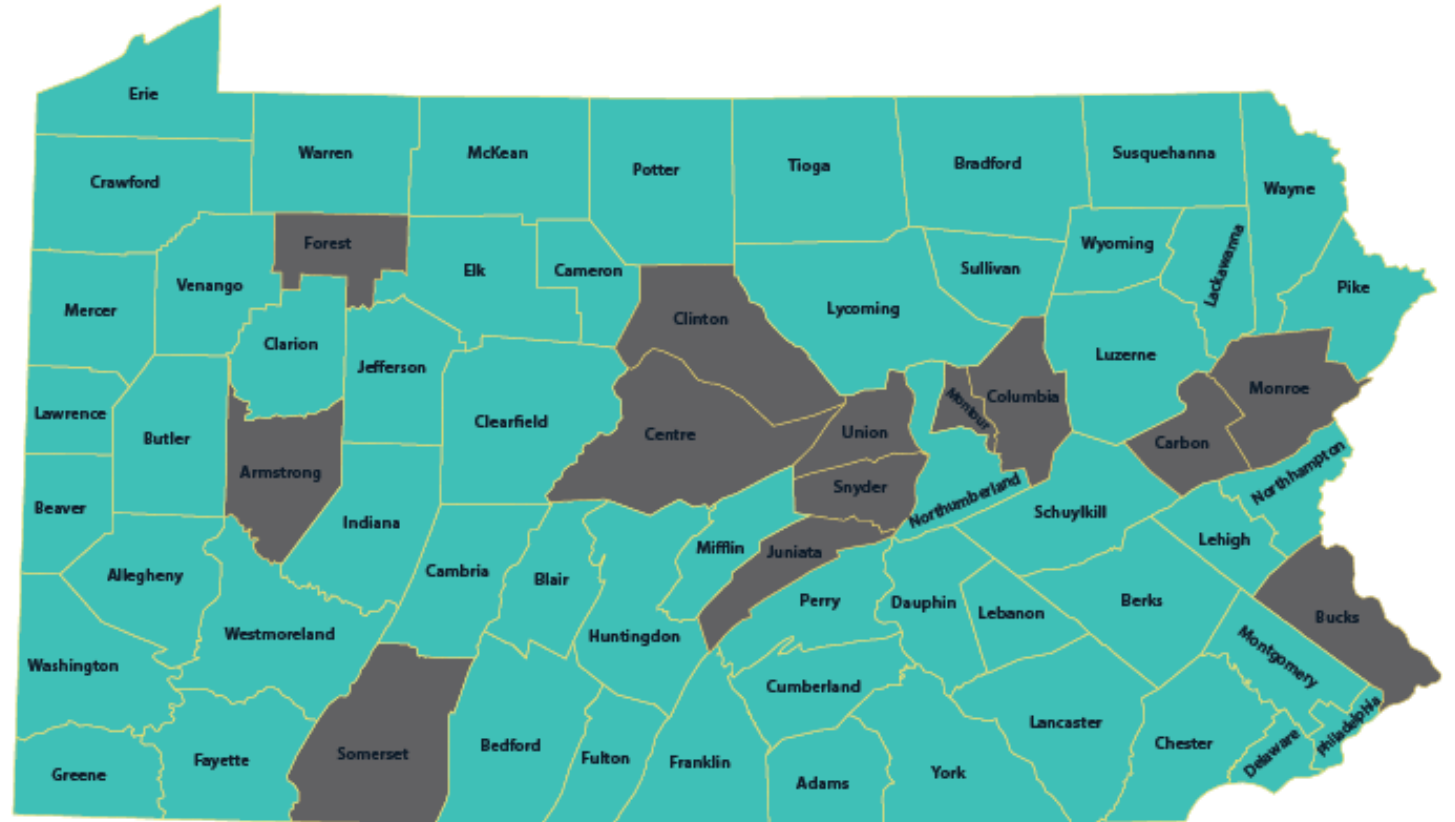 Erie
Warren
McKean
Potter
Tioga
Bradford
Susquehanna
Wayne
Crawford
Forest
Elk
Cameron
Sullivan
Wyoming
Lackawanna
Pike
Venango
Mercer
Clinton
Lycoming
Clarion
Jefferson
Luzerne
Monroe
Lawrence
Butler
Clearfield
Centre
Union
Montour
Columbia
Carbon
Armstrong
Snyder
Northumberland
Northhampton
Beaver
Indiana
Schuylkill
Lehigh
Allegheny
Cambria
Blair
Mifflin
Juniata
Perry
Dauphin
Lebanon
Berks
Bucks
Westmoreland
Huntingdon
Montgomery
Washington
Cumberland
Lancaster
Philadelphia
Greene
Fayette
Somerset
Bedford
Fulton
Franklin
Adams
York
Chester
Delaware